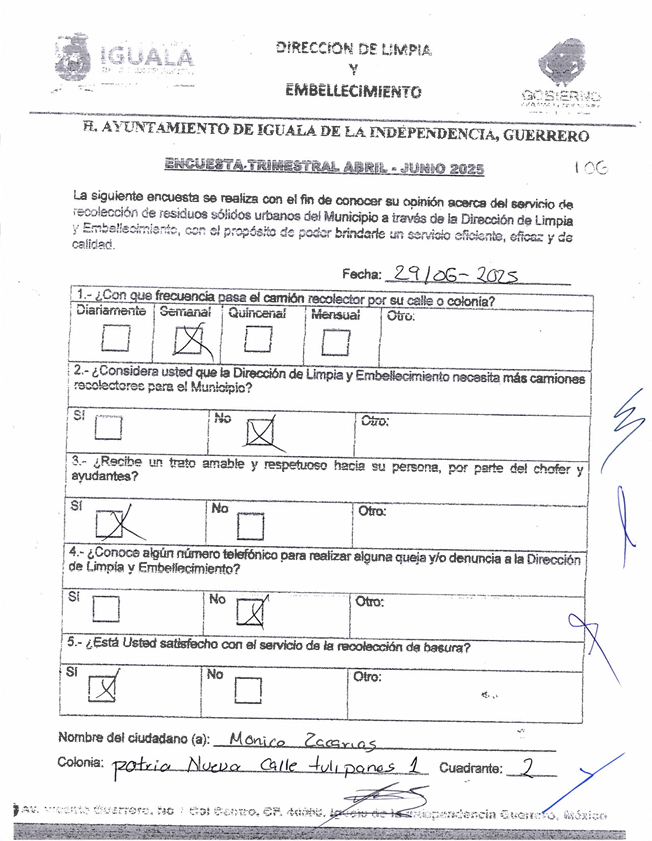 IGUALA
DIRECCION DE LIMPIA
Y
EMBELLECIMIENTO
GOBIERNO
H. AYUNTAMIENTO DE IGUALA DE LA INDEPENDENCIA, GUERRERO
ENCUESTA TRIMESTRAL ABRIL - JUNIO 2025 106
La siguiente encuesta se realiza con el fin de conocer su opinión acerca del servicio de
recolección de residuos sólidos urbanos del Municipio a través de la Dirección de Limpia
y Embellecimiento, con el propósito de poder brindarle un servicio eficiente, eficaz y de
calidad.
Fecha: 29/06-2025
1.- ¿Con que frecuencia pasa el camión recolector por su calle o colonia?
Diariamente Semanal Quincenal Mensual Otro:
2.- ¿Considera usted que la Dirección de Limpia y Embellecimiento necesita más camiones
recolectores para el Municipio?
Sí No Otro:
3.- ¿Recibe un trato amable y respetuoso hacia su persona, por parte del chofer y
ayudantes?
Sí No Otro:
4.- ¿Conoce algún número telefónico para realizar alguna queja y/o denuncia a la Dirección
de Limpia y Embellecimiento?
Sí No Otro:
5.- ¿Está Usted satisfecho con el servicio de la recolección de basura?
Sí No Otro:
Nombre del ciudadano (a): Monica Zacarias
Colonia: patria Nueva Calle tulipanes 1 Cuadrante: 2
Av. Vicente Guerrero, No 1 Col Centro, CP. 40000, Iguala de la Independencia Guerrero, México